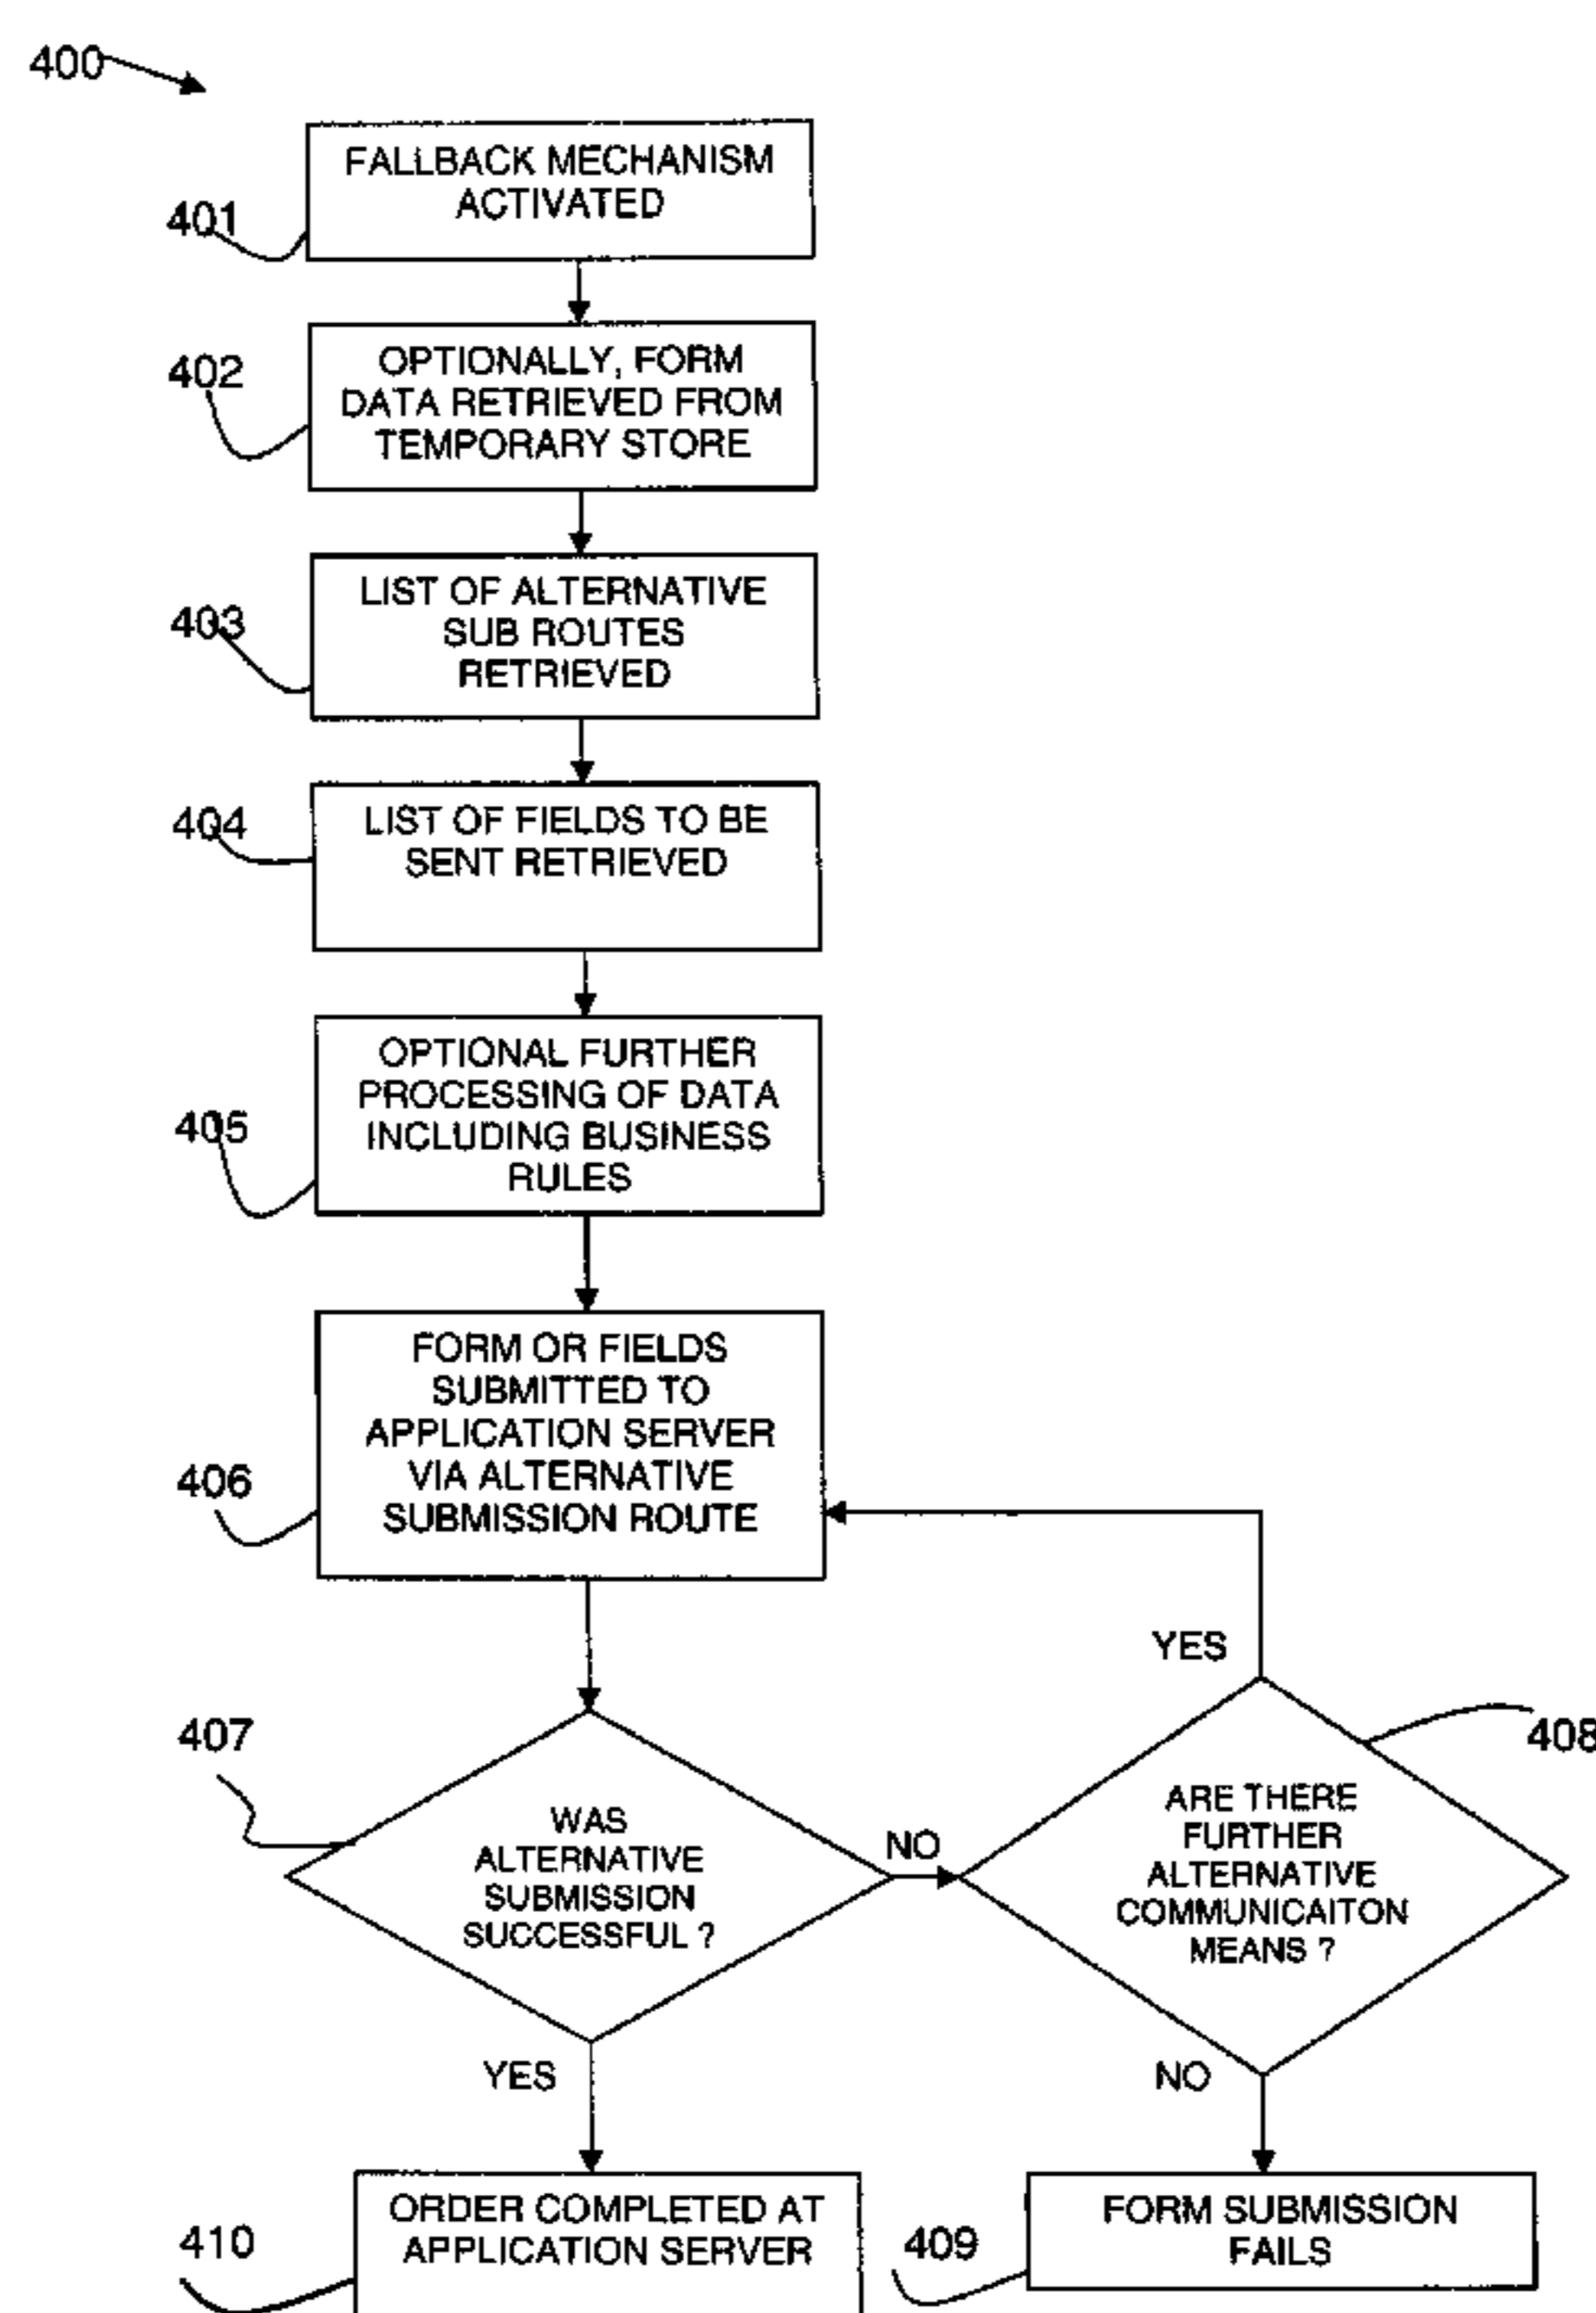 400
FALLBACK MECHANISM
ACTIVATED
401
OPTIONALLY, FORM
DATA RETRIEVED FROM
TEMPORARY STORE
402
LIST OF ALTERNATIVE
SUB ROUTES
RETRIEVED
403
LIST OF FIELDS TO BE
SENT RETRIEVED
404
OPTIONAL FURTHER
PROCESSING OF DATA
INCLUDING BUSINESS
RULES
405
FORM OR FIELDS
SUBMITTED TO
APPLICATION SERVER
VIA ALTERNATIVE
SUBMISSION ROUTE
406
YES
407
408
WAS
ALTERNATIVE
SUBMISSION
SUCCESSFUL ?
NO
ARE THERE
FURTHER
ALTERNATIVE
COMMUNICAITON
MEANS ?
YES
NO
ORDER COMPLETED AT
APPLICATION SERVER
410
FORM SUBMISSION
FAILS
409